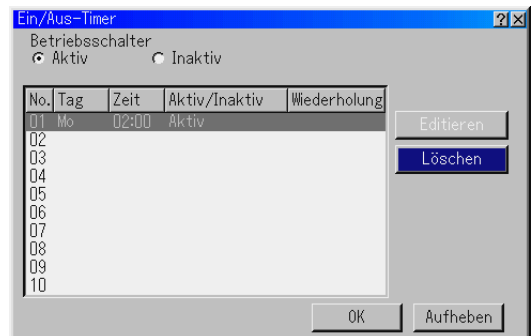 Ein/Aus-Timer
Betriebsschalter
Aktiv Inaktiv
No. Tag Zeit Aktiv/Inaktiv Wiederholung
01 Mo 02:00 Aktiv
Editieren
02
03
Löschen
04
05
06
07
08
09
10
OK Aufheben